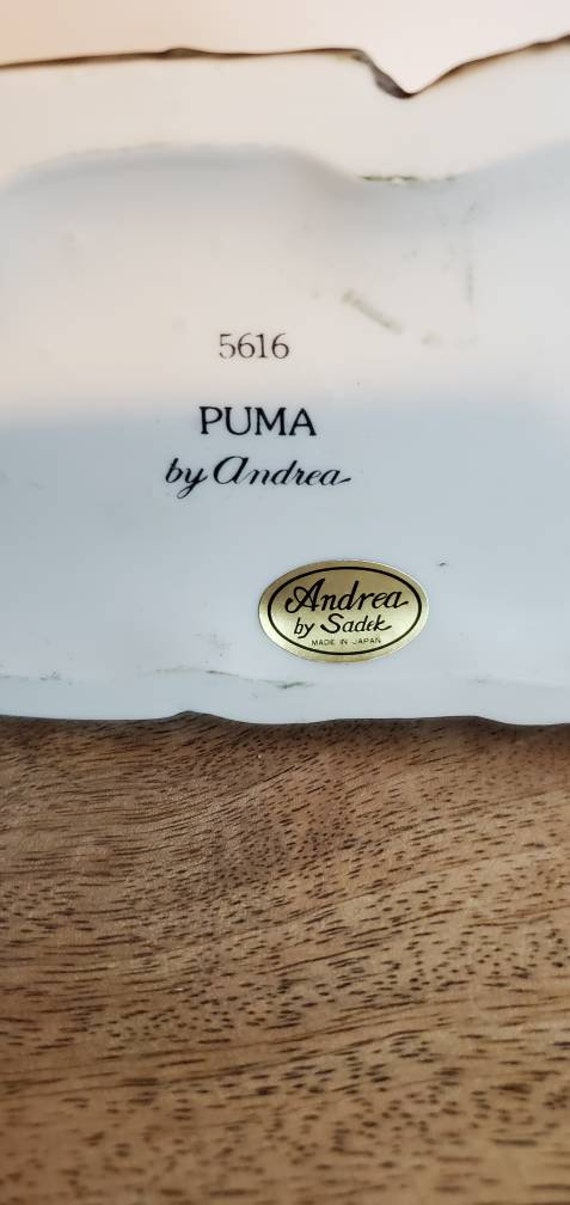 5616
PUMA
by Andrea
Andrea
by Sadek
MADE IN JAPAN